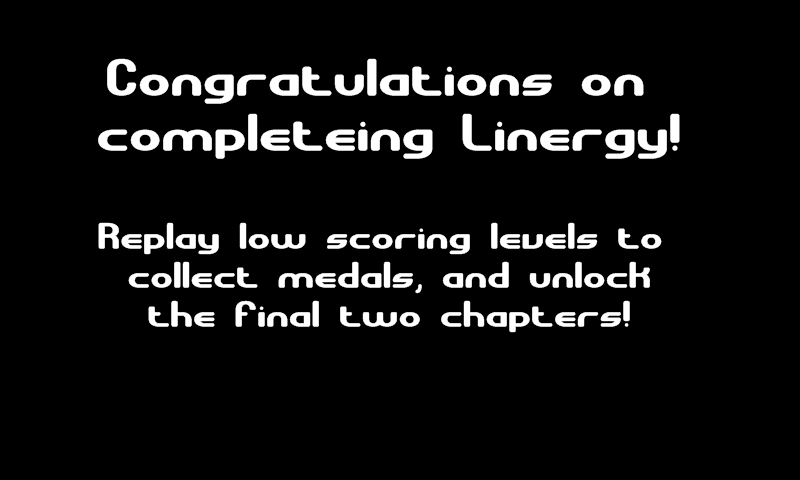 Congratulations on
completeing Linergy!
Replay low scoring levels to
collect medals, and unlock
the final two chapters!